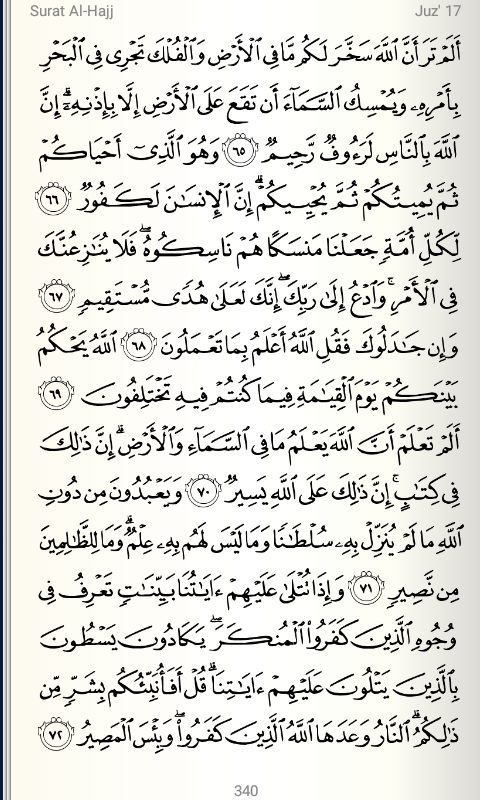 Surat Al-Hajj
Juz' 17
أَلَمْ تَرَ أَنَّ ٱللَّهَ سَخَّرَ لَكُم مَّا فِى ٱلْأَرْضِ وَٱلْفُلْكَ تَجْرِى فِى ٱلْبَحْرِ
بِأَمْرِهِۦ وَيُمْسِكُ ٱلسَّمَآءَ أَن تَقَعَ عَلَى ٱلْأَرْضِ إِلَّا بِإِذْنِهِۦٓ ۗ إِنَّ
ٱللَّهَ بِٱلنَّاسِ لَرَءُوفٌ رَّحِيمٌ ٦٥ وَهُوَ ٱلَّذِىٓ أَحْيَاكُمْ
ثُمَّ يُمِيتُكُمْ ثُمَّ يُحْيِيكُمْ ۗ إِنَّ ٱلْإِنسَـٰنَ لَكَفُورٌ ٦٦
لِّكُلِّ أُمَّةٍ جَعَلْنَا مَنسَكًا هُمْ نَاسِكُوهُ ۖ فَلَا يُنَـٰزِعُنَّكَ
فِى ٱلْأَمْرِ ۚ وَٱدْعُ إِلَىٰ رَبِّكَ ۖ إِنَّكَ لَعَلَىٰ هُدًى مُّسْتَقِيمٍ ٦٧
وَإِن جَـٰدَلُوكَ فَقُلِ ٱللَّهُ أَعْلَمُ بِمَا تَعْمَلُونَ ٦٨ ٱللَّهُ يَحْكُمُ
بَيْنَكُمْ يَوْمَ ٱلْقِيَـٰمَةِ فِيمَا كُنتُمْ فِيهِ تَخْتَلِفُونَ ٦٩
أَلَمْ تَعْلَمْ أَنَّ ٱللَّهَ يَعْلَمُ مَا فِى ٱلسَّمَآءِ وَٱلْأَرْضِ ۗ إِنَّ ذَٰلِكَ
فِى كِتَـٰبٍ ۚ إِنَّ ذَٰلِكَ عَلَى ٱللَّهِ يَسِيرٌ ٧٠ وَيَعْبُدُونَ مِن دُونِ
ٱللَّهِ مَا لَمْ يُنَزِّلْ بِهِۦ سُلْطَـٰنًا وَمَا لَيْسَ لَهُم بِهِۦ عِلْمٌ ۗ وَمَا لِلظَّـٰلِمِينَ
مِن نَّصِيرٍ ٧١ وَإِذَا تُتْلَىٰ عَلَيْهِمْ ءَايَـٰتُنَا بَيِّنَـٰتٍ تَعْرِفُ فِى
وُجُوهِ ٱلَّذِينَ كَفَرُوا۟ ٱلْمُنكَرَ ۖ يَكَادُونَ يَسْطُونَ
بِٱلَّذِينَ يَتْلُونَ عَلَيْهِمْ ءَايَـٰتِنَا ۗ قُلْ أَفَأُنَبِّئُكُم بِشَرٍّ مِّن
ذَٰلِكُمُ ۗ ٱلنَّارُ وَعَدَهَا ٱللَّهُ ٱلَّذِينَ كَفَرُوا۟ ۖ وَبِئْسَ ٱلْمَصِيرُ ٧٢
340